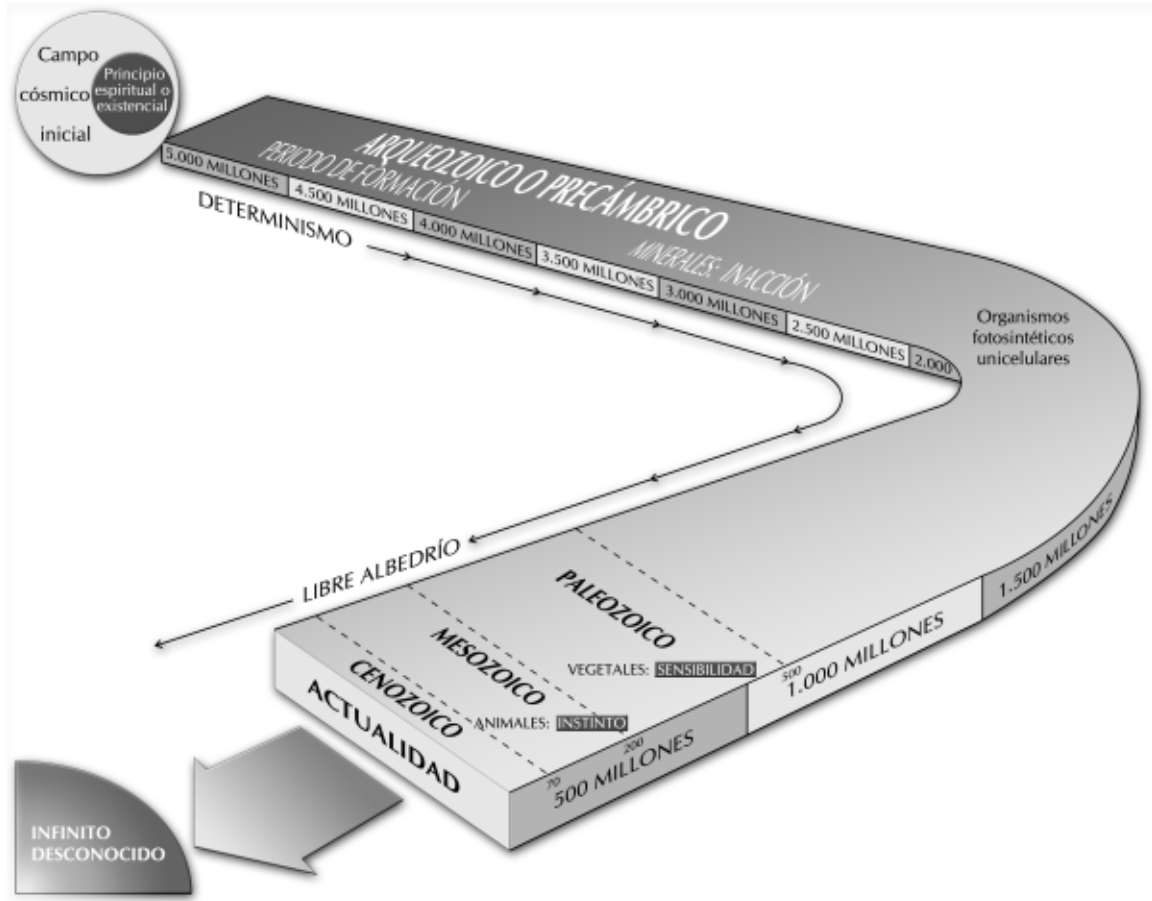 Campo
cósmico
inicial
Principio
espiritual o
existencial
ARQUEOZOICO O PRECÁMBRICO
PERIODO DE FORMACIÓN
MINERALES: INACCIÓN
5.000 MILLONES
4.500 MILLONES
4.000 MILLONES
3.500 MILLONES
3.000 MILLONES
2.500 MILLONES
2.000
DETERMINISMO
Organismos
fotosintéticos
unicelulares
1.500 MILLONES
1.000 MILLONES
500
LIBRE ALBEDRÍO
PALEOZOICO
VEGETALES: SENSIBILIDAD
MESOZOICO
ANIMALES: INSTINTO
CENOZOICO
200
70
500 MILLONES
ACTUALIDAD
INFINITO
DESCONOCIDO